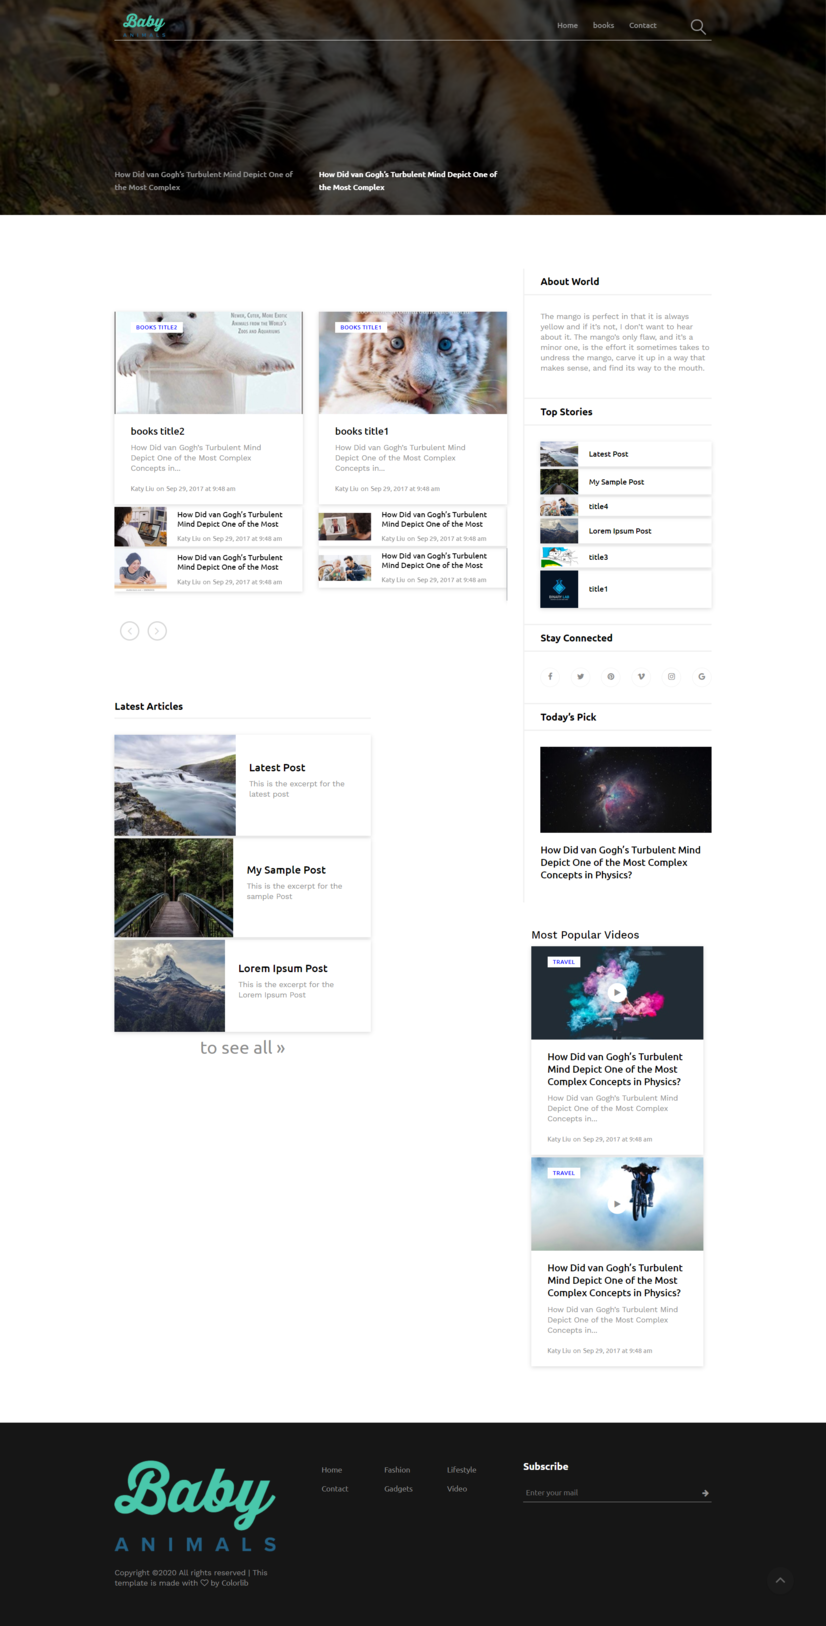 Baby
ANIMALS
Home
books
Contact
How Did van Gogh's Turbulent Mind Depict One of
the Most Complex
How Did van Gogh's Turbulent Mind Depict One of
the Most Complex
Newer, Cuter, More Exotic
Animals from the World's
Zoos and Aquariums
BOOKS TITLE2
books title2
How Did van Gogh's Turbulent Mind
Depict One of the Most Complex
Concepts in...
Katy Liu on Sep 29, 2017 at 9:48 am
How Did van Gogh's Turbulent
Mind Depict One of the Most
Katy Liu on Sep 29, 2017 at 9:48 am
How Did van Gogh's Turbulent
Mind Depict One of the Most
Katy Liu on Sep 29, 2017 at 9:48 am
BOOKS TITLE1
books title1
How Did van Gogh's Turbulent Mind
Depict One of the Most Complex
Concepts in...
Katy Liu on Sep 29, 2017 at 9:48 am
How Did van Gogh's Turbulent
Mind Depict One of the Most
Katy Liu on Sep 29, 2017 at 9:48 am
How Did van Gogh's Turbulent
Mind Depict One of the Most
Katy Liu on Sep 29, 2017 at 9:48 am
Latest Articles
Latest Post
This is the excerpt for the
latest post
My Sample Post
This is the excerpt for the
sample Post
Lorem Ipsum Post
This is the excerpt for the
Lorem Ipsum Post
to see all »
About World
The mango is perfect in that it is always
yellow and if it's not, I don't want to hear
about it. The mango's only flaw, and it's a
minor one, is the effort it sometimes takes to
undress the mango, carve it up in a way that
makes sense, and find its way to the mouth.
Top Stories
Latest Post
My Sample Post
title4
Lorem Ipsum Post
title3
title1
Stay Connected
Today's Pick
How Did van Gogh's Turbulent Mind
Depict One of the Most Complex
Concepts in Physics?
Most Popular Videos
TRAVEL
How Did van Gogh's Turbulent
Mind Depict One of the Most
Complex Concepts in Physics?
How Did van Gogh's Turbulent Mind
Depict One of the Most Complex
Concepts in...
Katy Liu on Sep 29, 2017 at 9:48 am
TRAVEL
How Did van Gogh's Turbulent
Mind Depict One of the Most
Complex Concepts in Physics?
How Did van Gogh's Turbulent Mind
Depict One of the Most Complex
Concepts in...
Katy Liu on Sep 29, 2017 at 9:48 am
Baby
ANIMALS
Copyright ©2020 All rights reserved | This
template is made with ♡ by Colorlib
Home
Fashion
Lifestyle
Contact
Gadgets
Video
Subscribe
Enter your mail